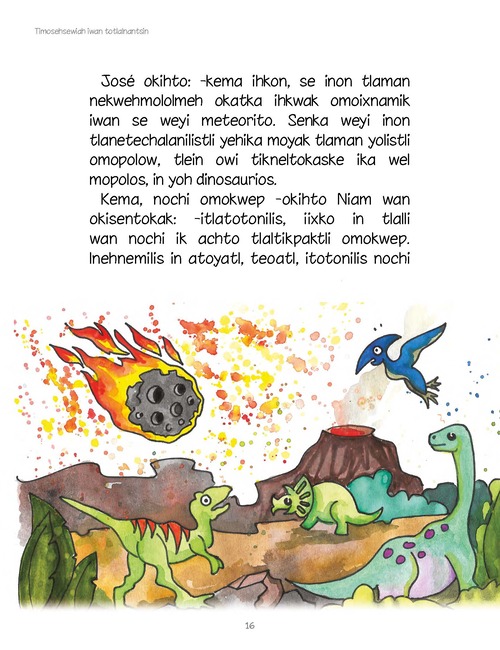 Timosehsewiah iwan totlalnantsin
José okihto: -kema ihkon, se inon tlaman
nekwehmololmeh okatka ihkwak omoixnamik
iwan se weyi meteorito. Senka weyi inon
tlanetechalanilistli yehika moyak tlaman yolistli
omopolow, tlein owi tikneltokaske ika wel
mopolos, in yoh dinosaurios.
Kema, nochi omokwep -okihto Niam wan
okisentokak: -itlatotonilis, iixko in tlalli
wan nochi ik achto tlaltikpaktli omokwep.
Inehnemilis in atoyatl, teoatl, itotonilis nochi
16